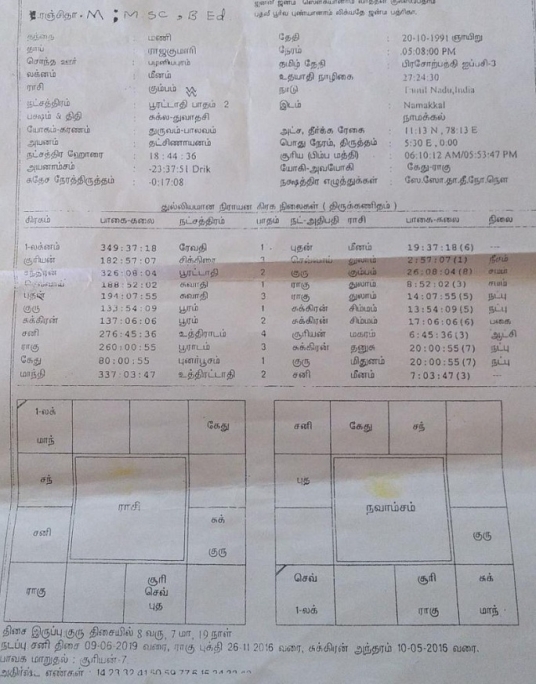 ரஞ்சிதா. M ; M SC , B Ed
தந்தை : மணி
தாய் : ராஜகுமாரி
சொந்த ஊர் :
லக்னம் : மீனம்
ராசி : கும்பம்
நட்சத்திரம் : பூரட்டாதி பாதம் 2
பக்ஷம் & திதி : சுக்ல-துவாதசி
யோகம்-கரணம் : துருவம்-பாலவம்
அயனம் : தட்சிணாயனம்
நட்சத்திர ஹோரை : 18:44:36
அயனாம்சம் : -23:37:51 Drik
சுதேச நேரத்திருத்தம் : -0:17:08
தேதி : 20-10-1991 ஞாயிறு
நேரம் : 05:08:00 PM
தமிழ் தேதி : பிரசோற்பத்தி ஐப்பசி-3
உதயாதி நாழிகை : 27:24:30
நாடு : Tamil Nadu,India
இடம் : Namakkal
நாமக்கல்
அட்ச, தீர்க்க ரேகை : 11:13 N , 78:13 E
பொது நேரம், திருத்தம் : 5:30 E , 0.00
சூரிய (பிம்ப மத்தி) : 06:10:12 AM/05:53:47 PM
யோகி-அவயோகி : கேது-ராகு
நக்ஷத்திர எழுத்துக்கள் : ஸே.ஸோ.தா.தீ.நோ.நௌ
துல்லியமான நிராயன கிரக நிலைகள் ( திருக்கணிதம் )
கிரகம் பாகை-கலை நட்சத்திரம் பாதம் நட்-அதிபதி ராசி பாகை-கலை நிலை
1-லக்னம் 349:37:18 ரேவதி 1 புதன் மீனம் 19:37:18(6) ---
சூரியன் 182:57:07 சித்திரை 3 செவ்வாய் துலாம் 2:57:07(1) நீசம்
சந்திரன் 326:08:04 பூரட்டாதி 2 குரு கும்பம் 26:08:04(8) சமம்
செவ்வாய் 188:52:02 சுவாதி 1 ராகு துலாம் 8:52:02(3) சமம்
புதன் 194:07:55 சுவாதி 3 ராகு துலாம் 14:07:55(5) நட்பு
குரு 133:54:09 பூரம் 1 சுக்கிரன் சிம்மம் 13:54:09(5) நட்பு
சுக்கிரன் 137:06:06 பூரம் 2 சுக்கிரன் சிம்மம் 17:06:06(6) பகை
சனி 276:45:36 உத்திராடம் 4 சூரியன் மகரம் 6:45:36(3) ஆட்சி
ராகு 260:00:55 பூராடம் 3 சுக்கிரன் தனுசு 20:00:55(7) நட்பு
கேது 80:00:55 புனர்பூசம் 1 குரு மிதுனம் 20:00:55(7) நட்பு
மாந்தி 337:03:47 உத்திரட்டாதி 2 சனி மீனம் 7:03:47(3) ---
1-லக்
மாந்
கேது
சந்
ராசி
சுக்
குரு
சனி
ராகு
சூரி
செவ்
புத
சனி கேது சந்
புத
நவாம்சம்
குரு
செவ்
1-லக்
சூரி
ராகு
சுக்
மாந்
திசை இருப்பு குரு திசையில் 8 வரு, 7 மா, 19 நாள்
நடப்பு சனி திசை 09-06-2019 வரை, ராகு புக்தி 26-11-2016 வரை, சுக்கிரன் அந்தரம் 10-05-2016 வரை.
பாவக மாறுதல் : சூரியன்-7,
அதிர்ஷ்ட எண்கள் : 14 23 32 41 50 59